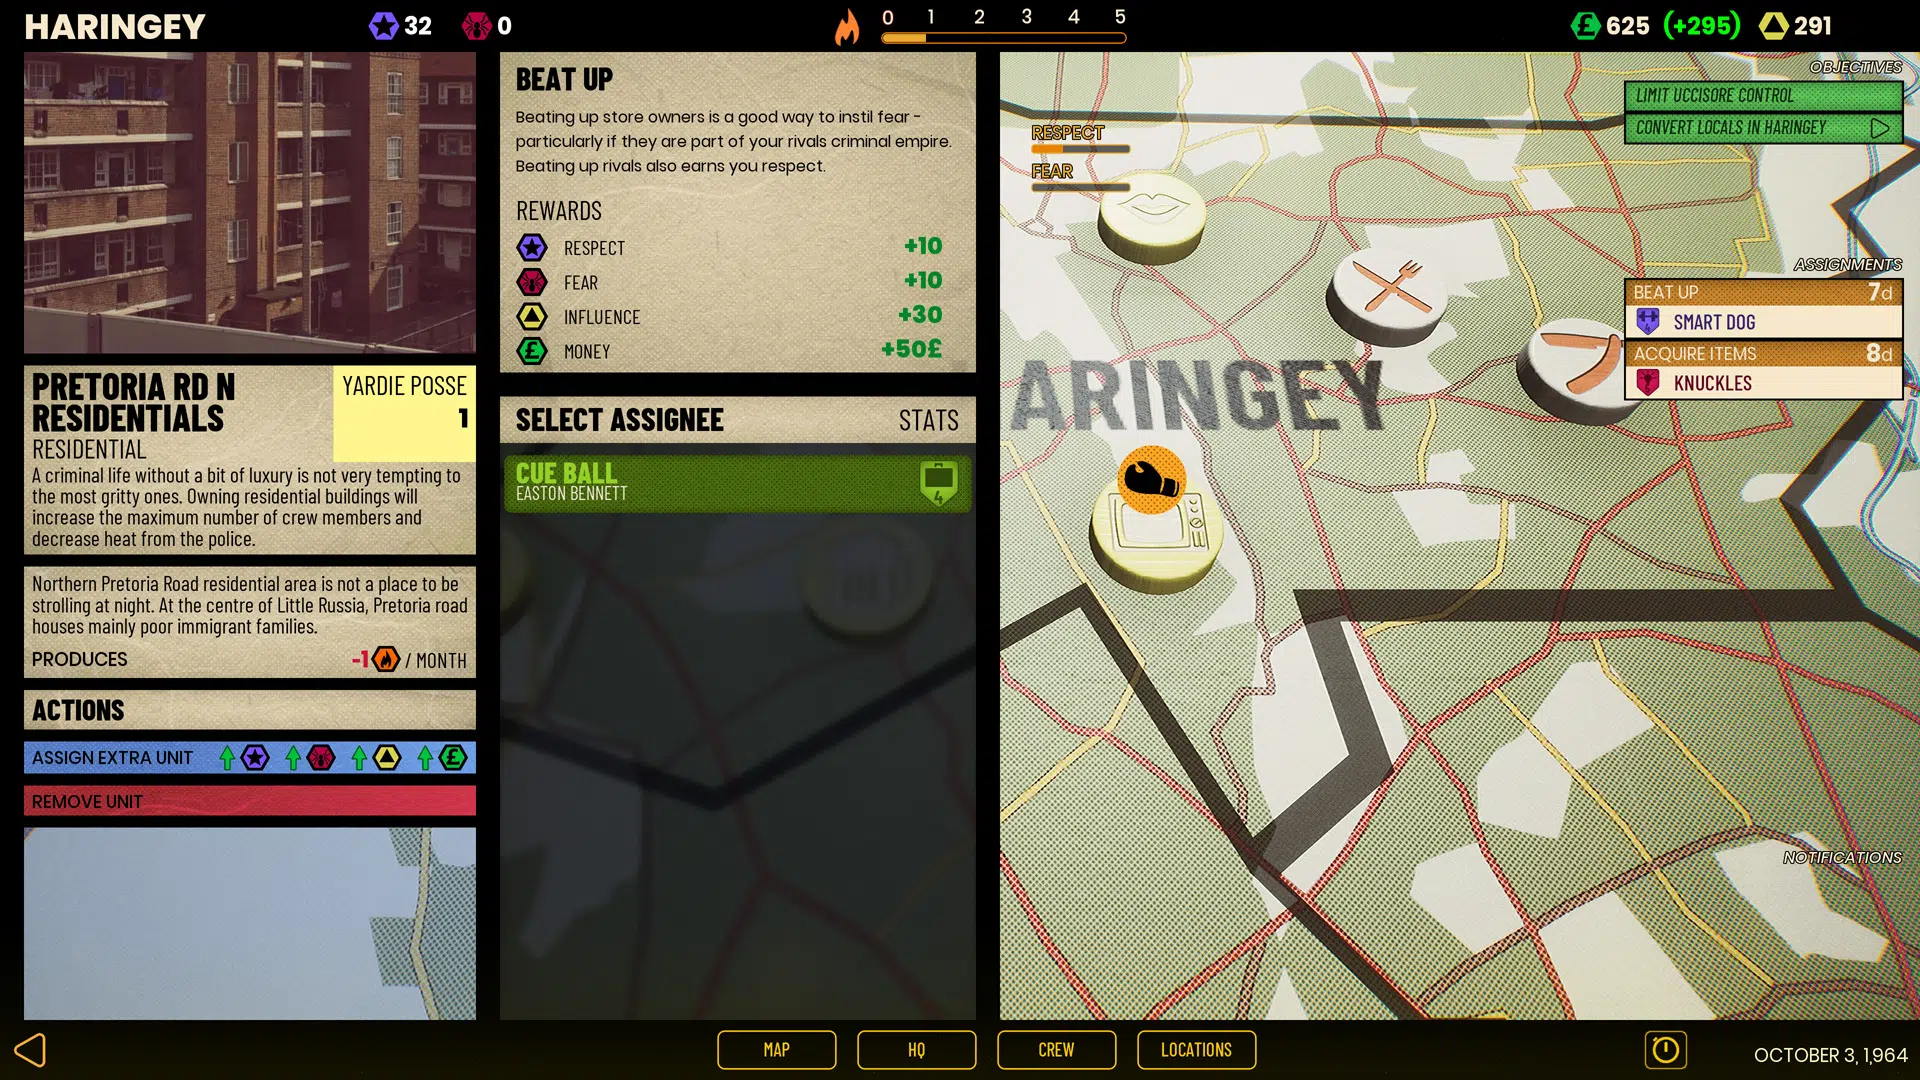 HARINGEY
32
0
0 1 2 3 4 5
625 (+295)
291
PRETORIA RD N
RESIDENTIALS
RESIDENTIAL
YARDIE POSSE
1
A criminal life without a bit of luxury is not very tempting to
the most gritty ones. Owning residential buildings will
increase the maximum number of crew members and
decrease heat from the police.
Northern Pretoria Road residential area is not a place to be
strolling at night. At the centre of Little Russia, Pretoria road
houses mainly poor immigrant families.
PRODUCES
-1 / MONTH
ACTIONS
ASSIGN EXTRA UNIT
REMOVE UNIT
BEAT UP
Beating up store owners is a good way to instil fear -
particularly if they are part of your rivals criminal empire.
Beating up rivals also earns you respect.
REWARDS
RESPECT +10
FEAR +10
INFLUENCE +30
MONEY +50£
SELECT ASSIGNEE STATS
CUE BALL
EASTON BENNETT
4
RESPECT
FEAR
ARINGEY
OBJECTIVES
LIMIT UCCISORE CONTROL
CONVERT LOCALS IN HARINGEY
ASSIGNMENTS
BEAT UP 7d
4 SMART DOG
ACQUIRE ITEMS 8d
KNUCKLES
NOTIFICATIONS
MAP
HQ
CREW
LOCATIONS
OCTOBER 3, 1,964